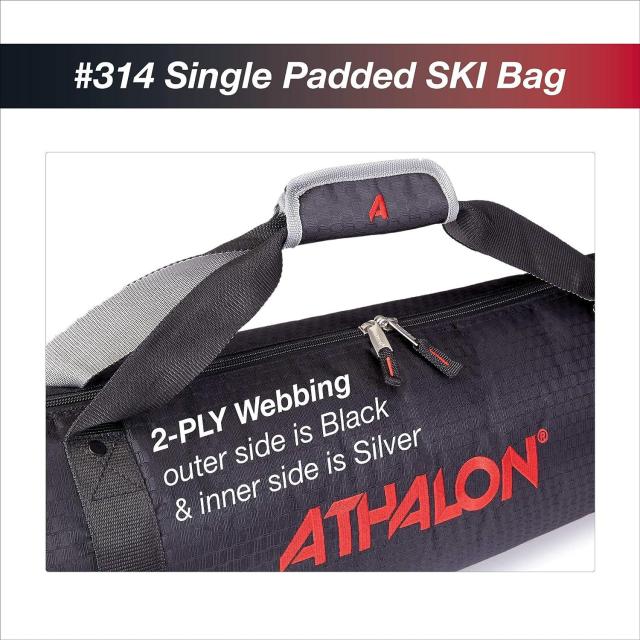 #314 Single Padded SKI Bag
A
2-PLY Webbing
outer side is Black
& inner side is Silver
ATHALON®